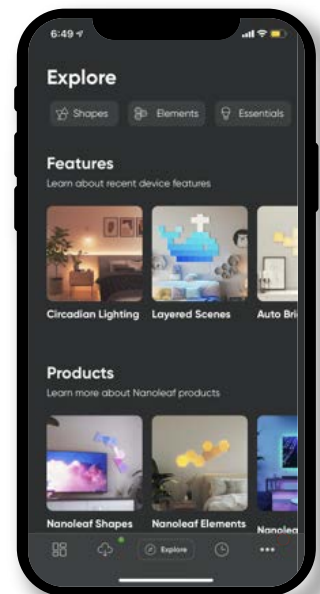 6:49
Explore
Shapes Elements Essentials
Features
Learn about recent device features
Circadian Lighting Layered Scenes Auto Bri
Products
Learn more about Nanoleaf products
Nanoleaf Shapes Nanoleaf Elements Nanoleaf
Explore